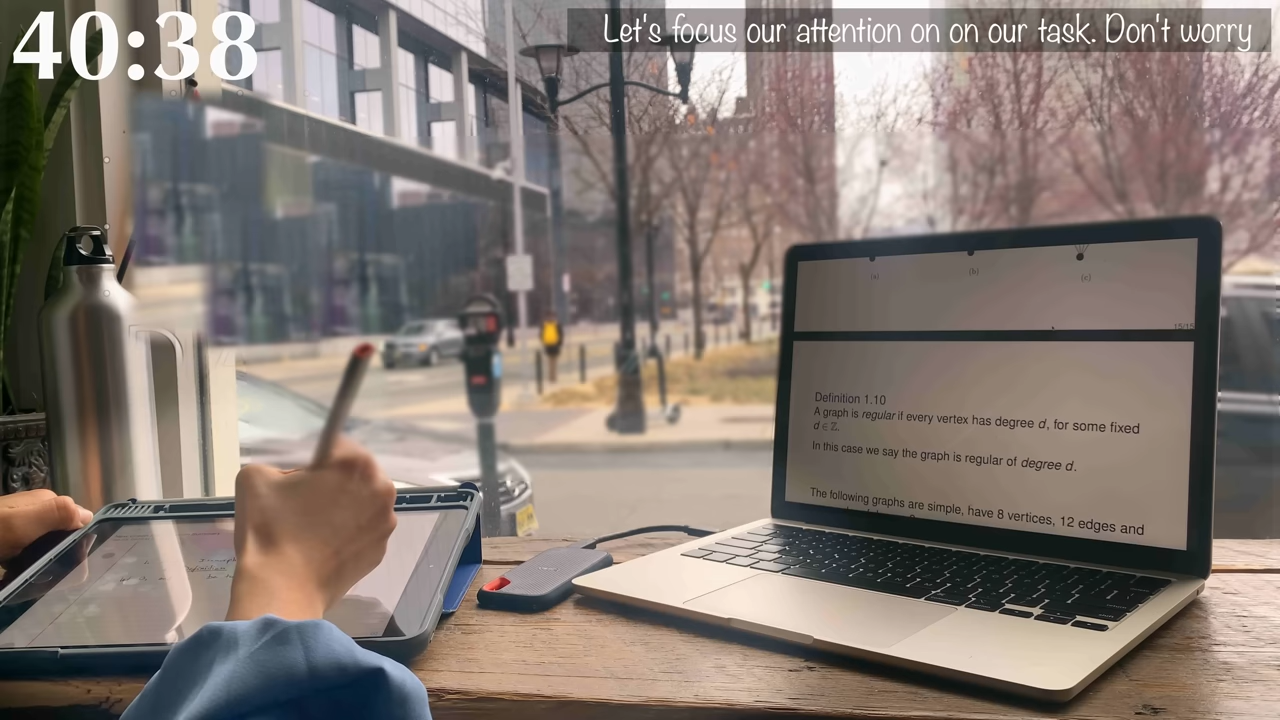 40:38
Let's focus our attention on on our task. Don't worry
(a)
(b)
(c)
15/15
Definition 1.10
A graph is regular if every vertex has degree d, for some fixed
d ∈ ℤ.
In this case we say the graph is regular of degree d.
The following graphs are simple, have 8 vertices, 12 edges and